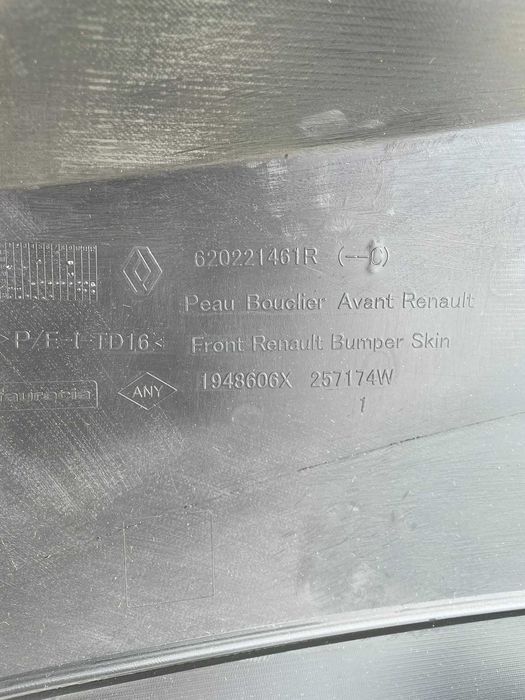 620221461R (--C)
Peau Bouclier Avant Renault
>P/E-I-TD16<
Front Renault Bumper Skin
faurecia
ANY
1948606X 257174W
1